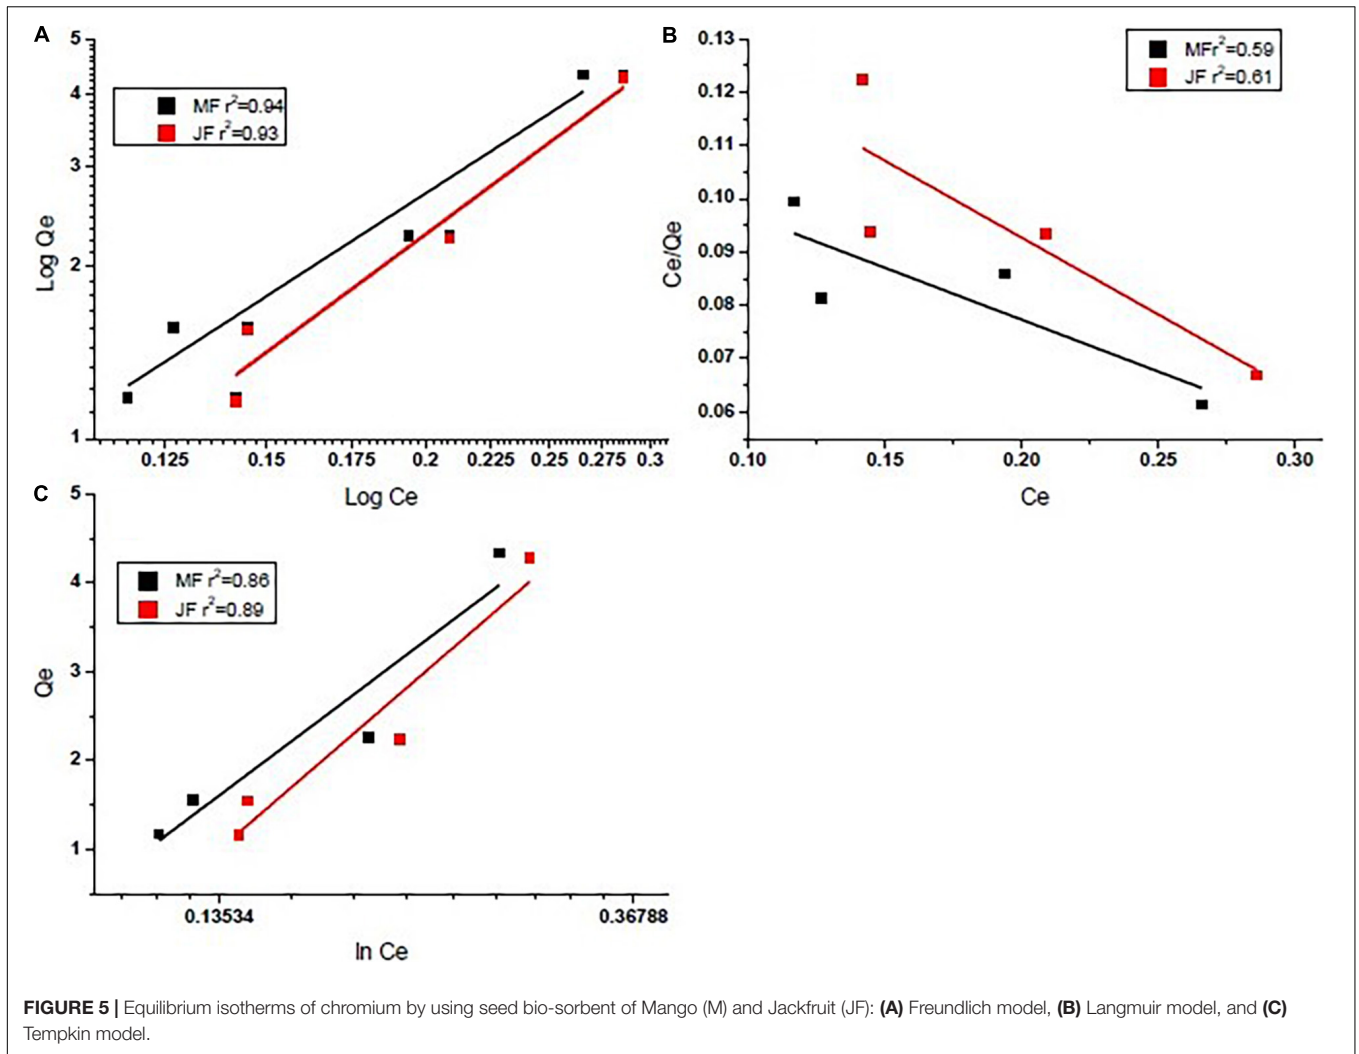 A
5
4
3
2
1
Log Qe
MF r²=0.94
JF r²=0.93
0.125 0.15 0.175 0.2 0.225 0.25 0.275 0.3
Log Ce
B
0.13
0.12
0.11
0.10
0.09
0.08
0.07
0.06
Ce/Qe
MFr²=0.59
JF r²=0.61
0.10 0.15 0.20 0.25 0.30
Ce
C
5
4
3
2
1
Qe
MF r²=0.86
JF r²=0.89
0.13534 0.36788
In Ce
FIGURE 5 | Equilibrium isotherms of chromium by using seed bio-sorbent of Mango (M) and Jackfruit (JF): (A) Freundlich model, (B) Langmuir model, and (C)
Tempkin model.